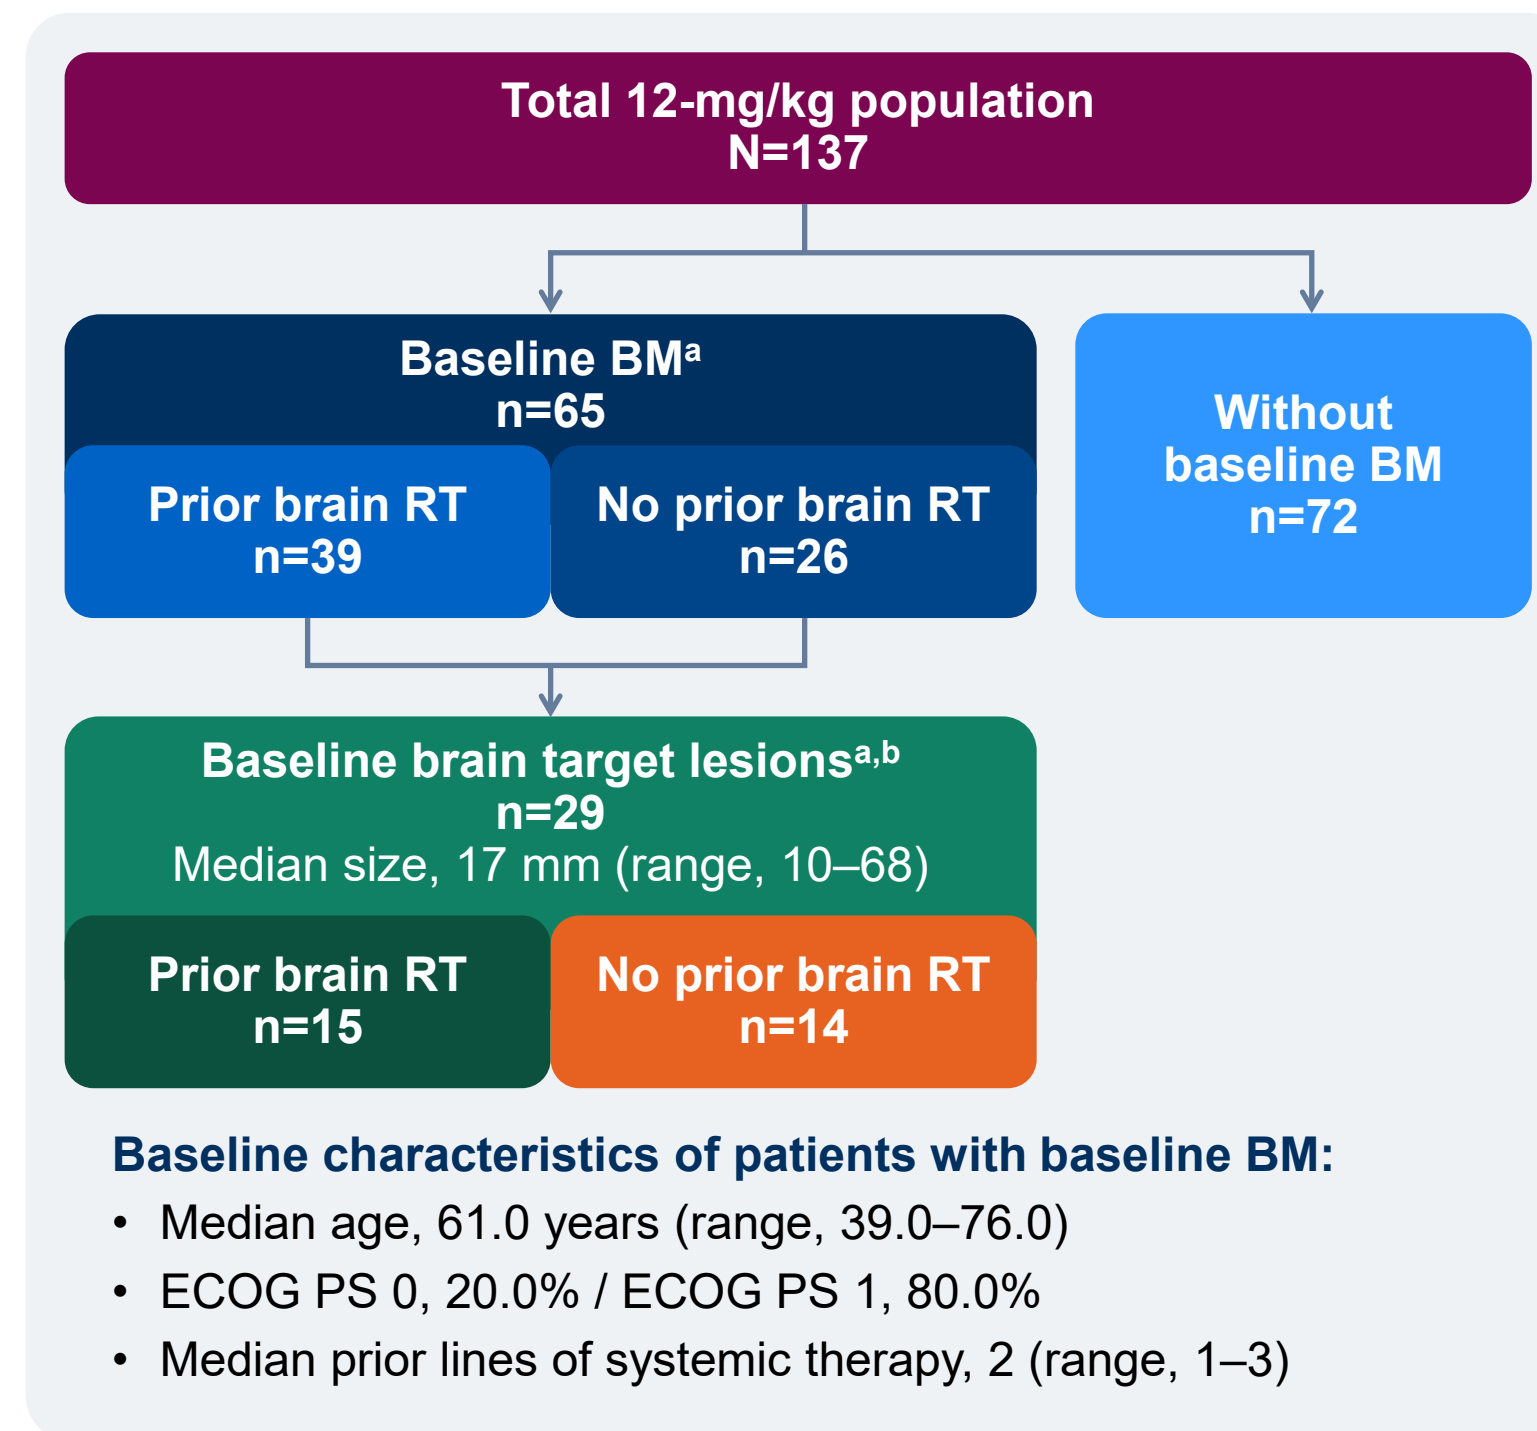 Total 12-mg/kg population
N=137
Baseline BMᵃ
n=65
Prior brain RT
n=39
No prior brain RT
n=26
Without
baseline BM
n=72
Baseline brain target lesionsᵃ,ᵇ
n=29
Median size, 17 mm (range, 10–68)
Prior brain RT
n=15
No prior brain RT
n=14
Baseline characteristics of patients with baseline BM:
• Median age, 61.0 years (range, 39.0–76.0)
• ECOG PS 0, 20.0% / ECOG PS 1, 80.0%
• Median prior lines of systemic therapy, 2 (range, 1–3)